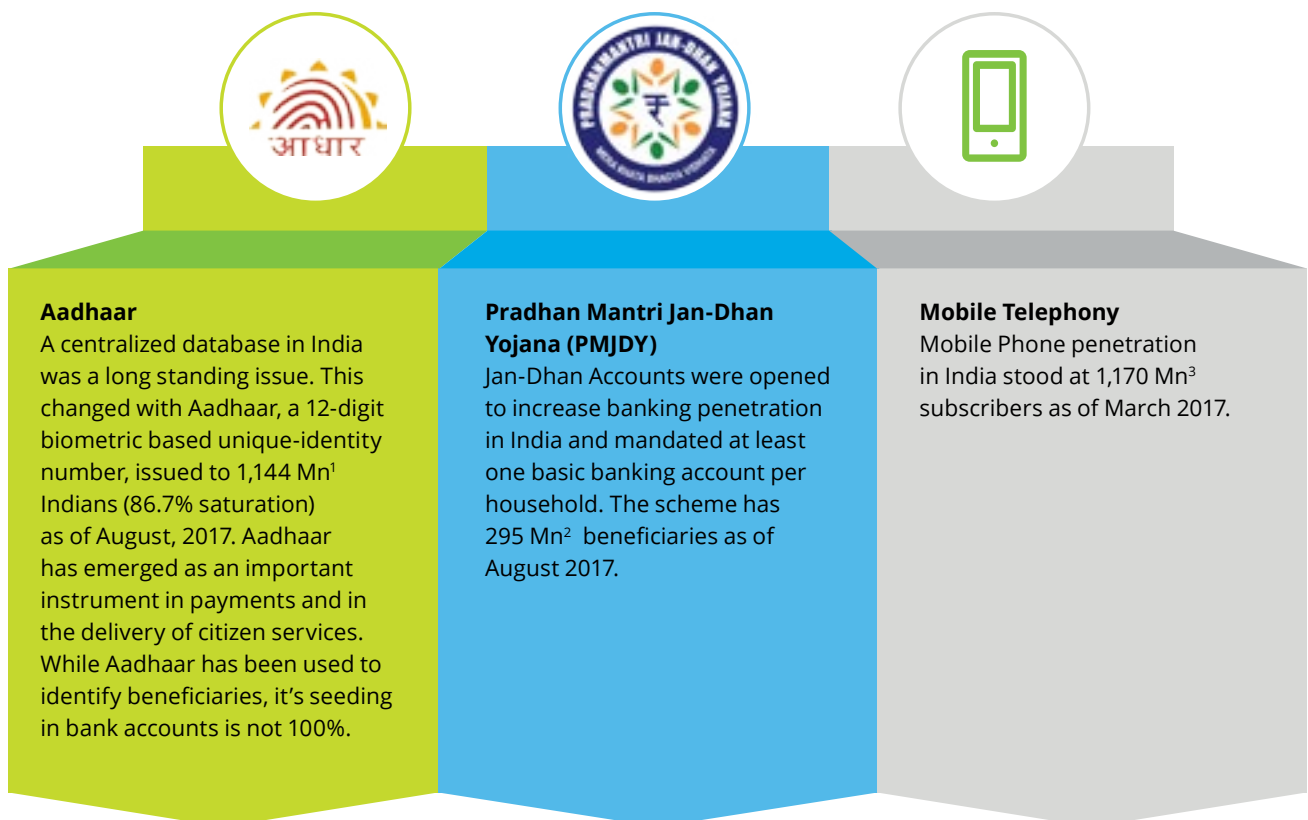 आधार
PRADHANMANTRI JAN-DHAN YOJANA
MERA KHATA BHAGYA VIDHATA
Aadhaar
A centralized database in India
was a long standing issue. This
changed with Aadhaar, a 12-digit
biometric based unique-identity
number, issued to 1,144 Mn¹
Indians (86.7% saturation)
as of August, 2017. Aadhaar
has emerged as an important
instrument in payments and in
the delivery of citizen services.
While Aadhaar has been used to
identify beneficiaries, it's seeding
in bank accounts is not 100%.
Pradhan Mantri Jan-Dhan
Yojana (PMJDY)
Jan-Dhan Accounts were opened
to increase banking penetration
in India and mandated at least
one basic banking account per
household. The scheme has
295 Mn² beneficiaries as of
August 2017.
Mobile Telephony
Mobile Phone penetration
in India stood at 1,170 Mn³
subscribers as of March 2017.